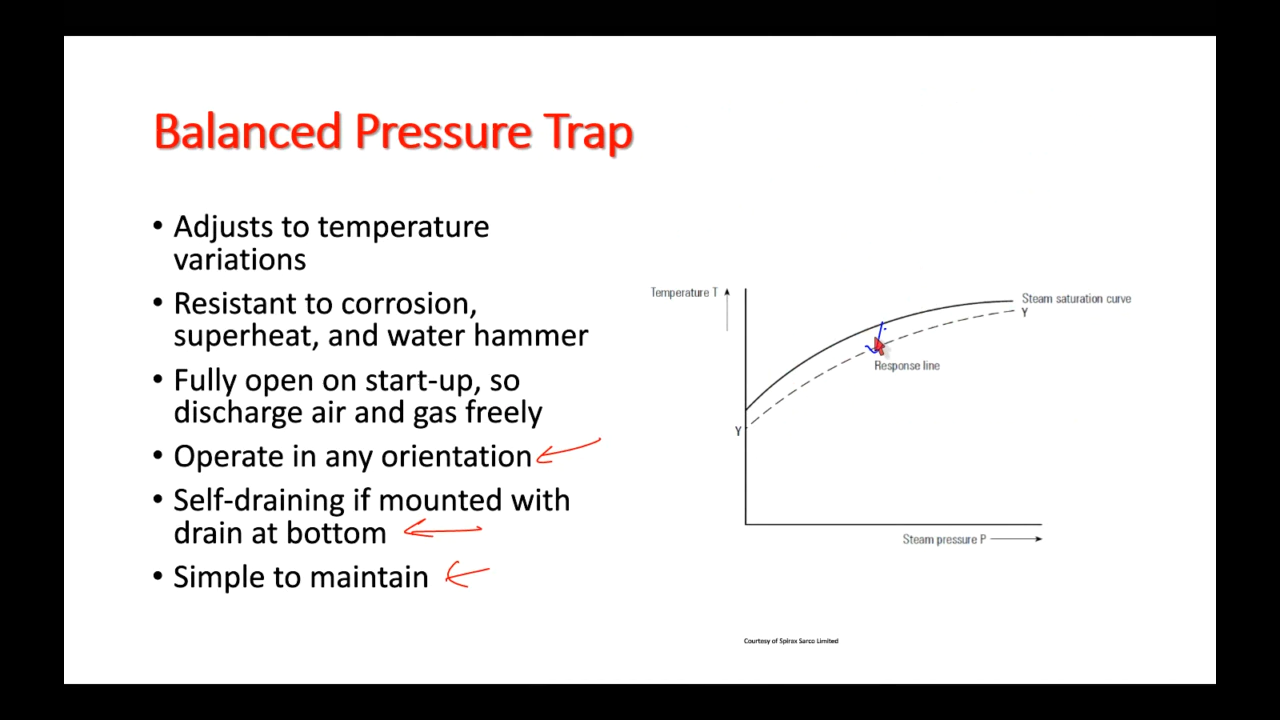 Balanced Pressure Trap
• Adjusts to temperature
variations
• Resistant to corrosion,
superheat, and water hammer
• Fully open on start-up, so
discharge air and gas freely
• Operate in any orientation
• Self-draining if mounted with
drain at bottom
• Simple to maintain
Temperature T
Steam saturation curve
Y
Response line
Y
Steam pressure P
Courtesy of Spirax Sarco Limited